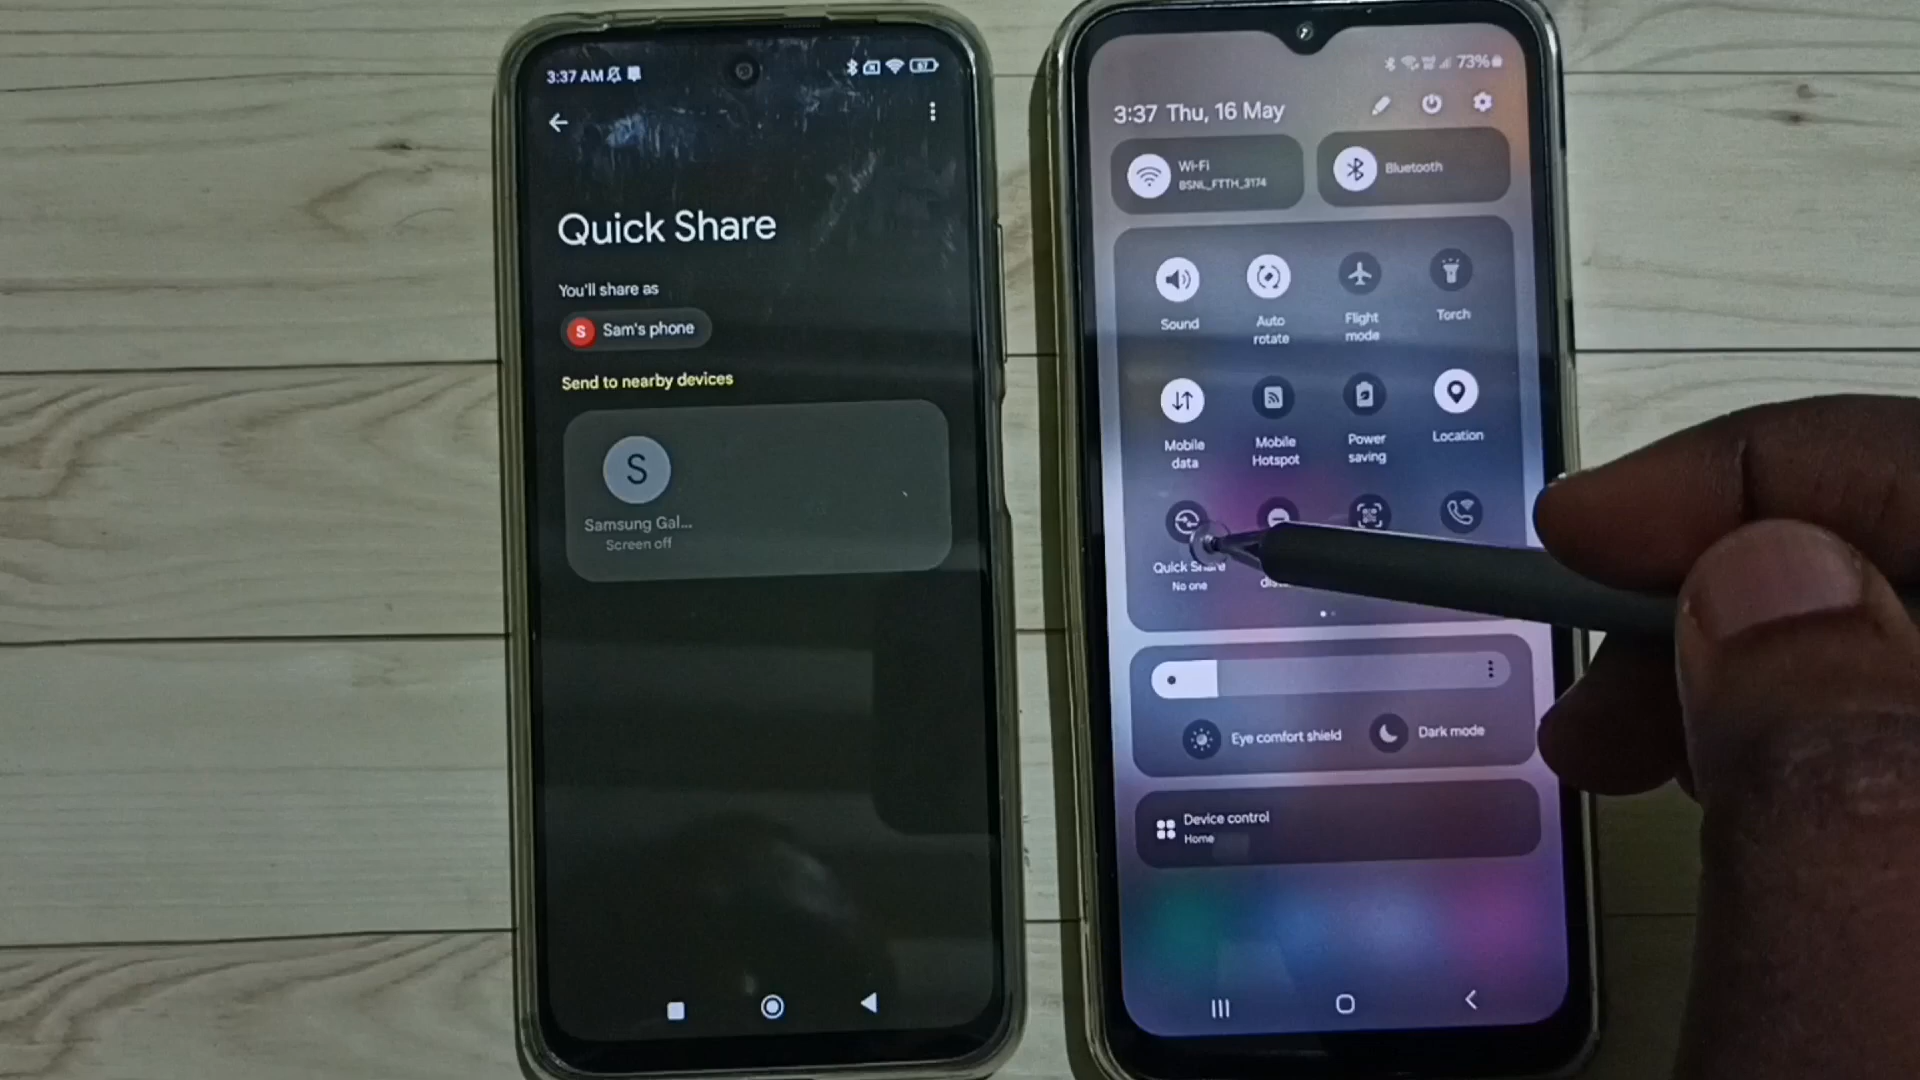 3:37 AM
67
Quick Share
You'll share as
S Sam's phone
Send to nearby devices
S
Samsung Gal...
Screen off
73%
3:37 Thu, 16 May
Wi-Fi
BSNL_FTTH_3174
Bluetooth
Sound
Auto
rotate
Flight
mode
Torch
Mobile
data
Mobile
Hotspot
Power
saving
Location
Quick Share
No one
Eye comfort shield
Dark mode
Device control
Home